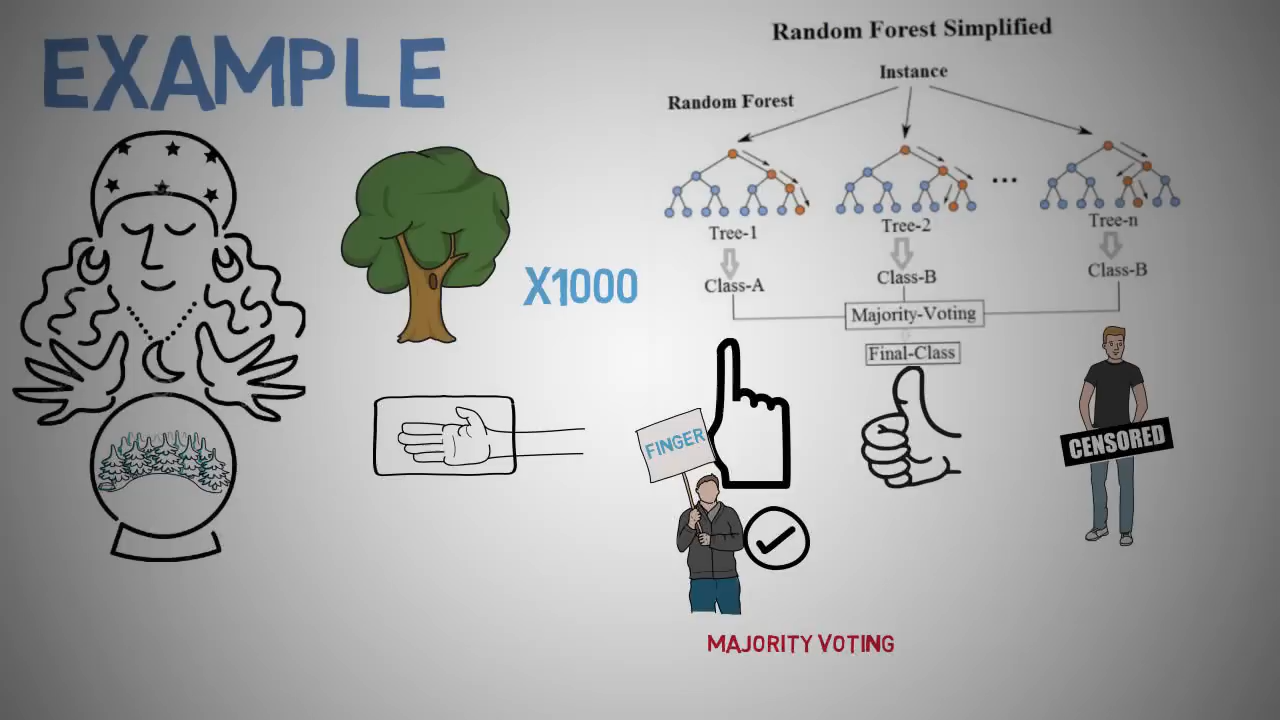 EXAMPLE
Random Forest Simplified
Instance
Random Forest
...
Tree-1
Tree-2
Tree-n
Class-A
Class-B
Class-B
Majority-Voting
Final-Class
X1000
FINGER
CENSORED
MAJORITY VOTING